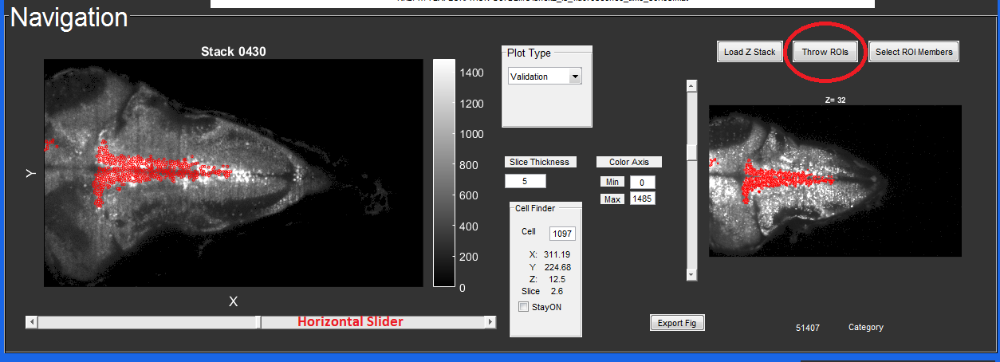 Navigation
Stack 0430
1400
1200
1000
800
600
400
200
0
Y
X
Horizontal Slider
Plot Type
Validation
Slice Thickness
5
Color Axis
Min 0
Max 1485
Cell Finder
Cell 1097
X: 311.19
Y 224.68
Z: 12.5
Slice 2.6
StayON
Load Z Stack
Throw ROIs
Select ROI Members
Z= 32
Export Fig
51407 Category